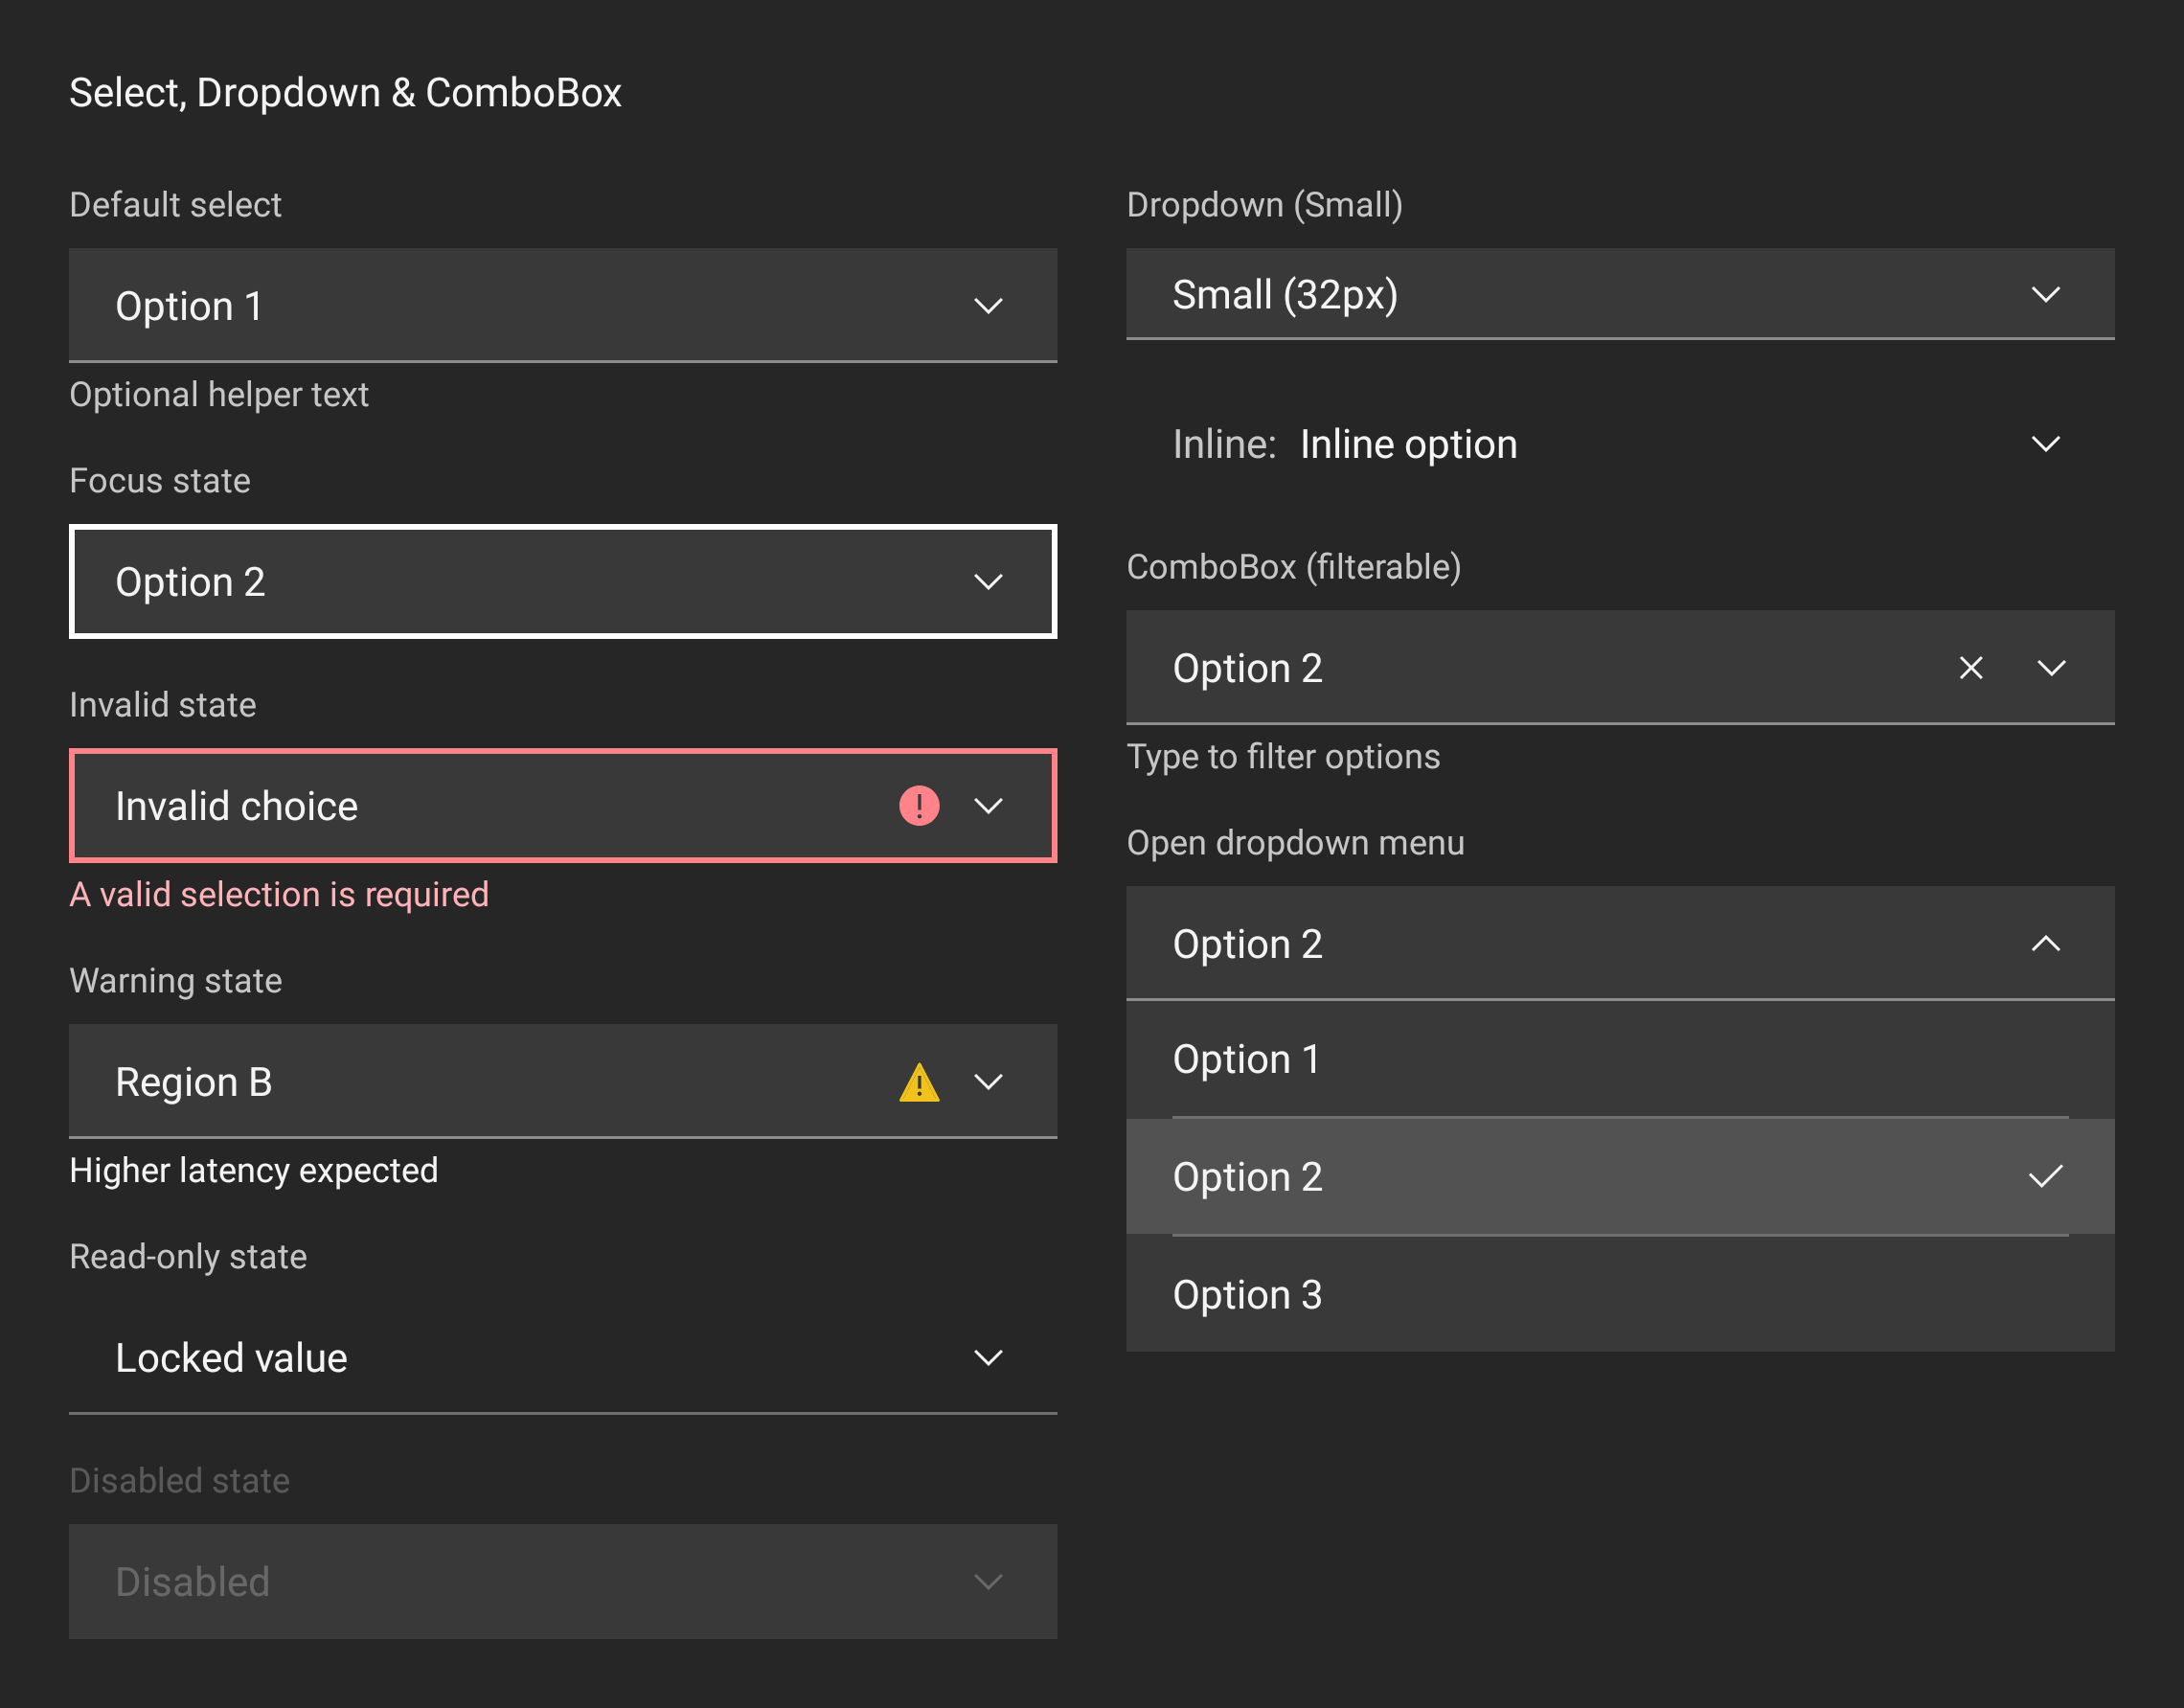 Select, Dropdown & ComboBox
Default select
Option 1
Optional helper text
Focus state
Option 2
Invalid state
Invalid choice
A valid selection is required
Warning state
Region B
Higher latency expected
Read-only state
Locked value
Disabled state
Disabled
Dropdown (Small)
Small (32px)
Inline: Inline option
ComboBox (filterable)
Option 2
Type to filter options
Open dropdown menu
Option 2
Option 1
Option 2
Option 3